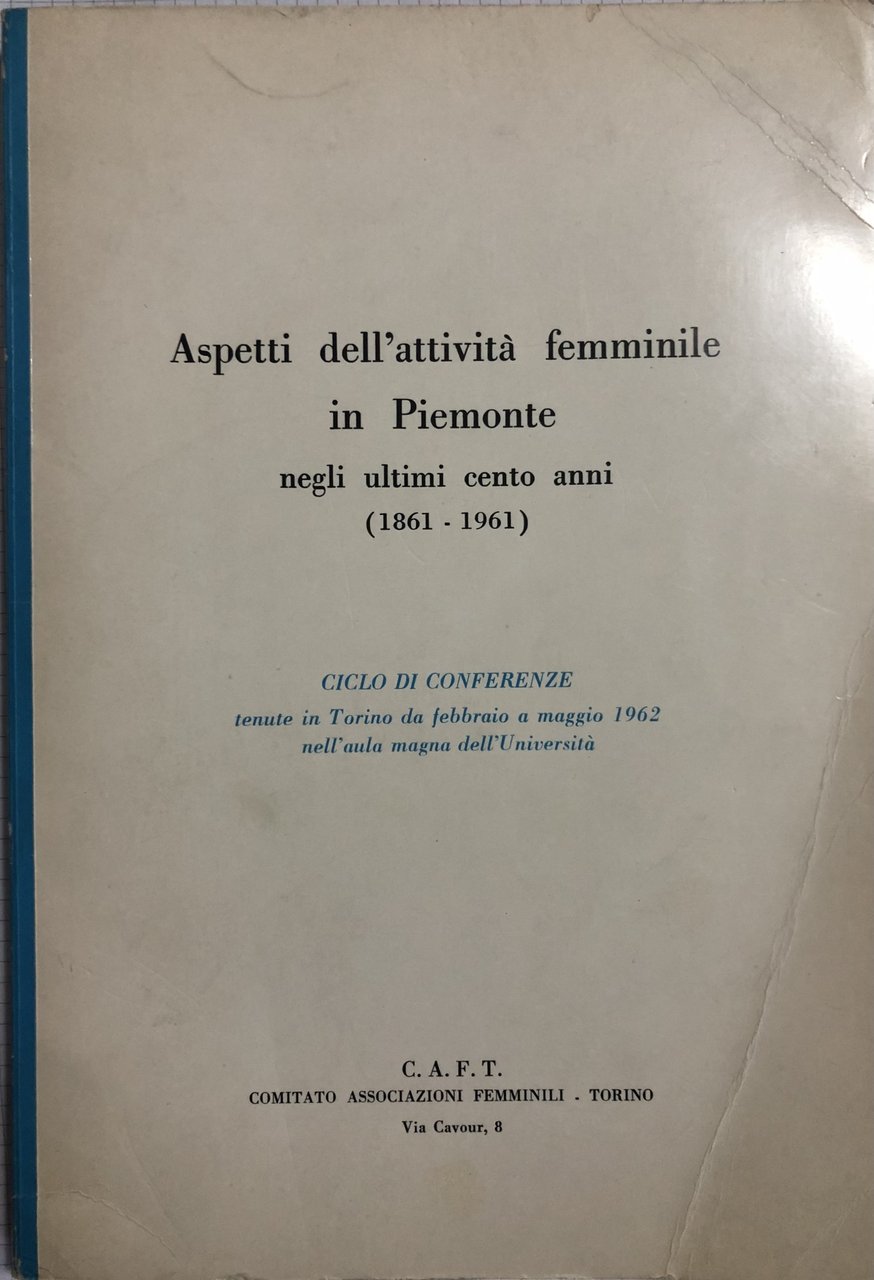 Aspetti dell'attività femminile
in Piemonte
negli ultimi cento anni
(1861 - 1961)
CICLO DI CONFERENZE
tenute in Torino da febbraio a maggio 1962
nell'aula magna dell'Università
C. A. F. T.
COMITATO ASSOCIAZIONI FEMMINILI - TORINO
Via Cavour, 8